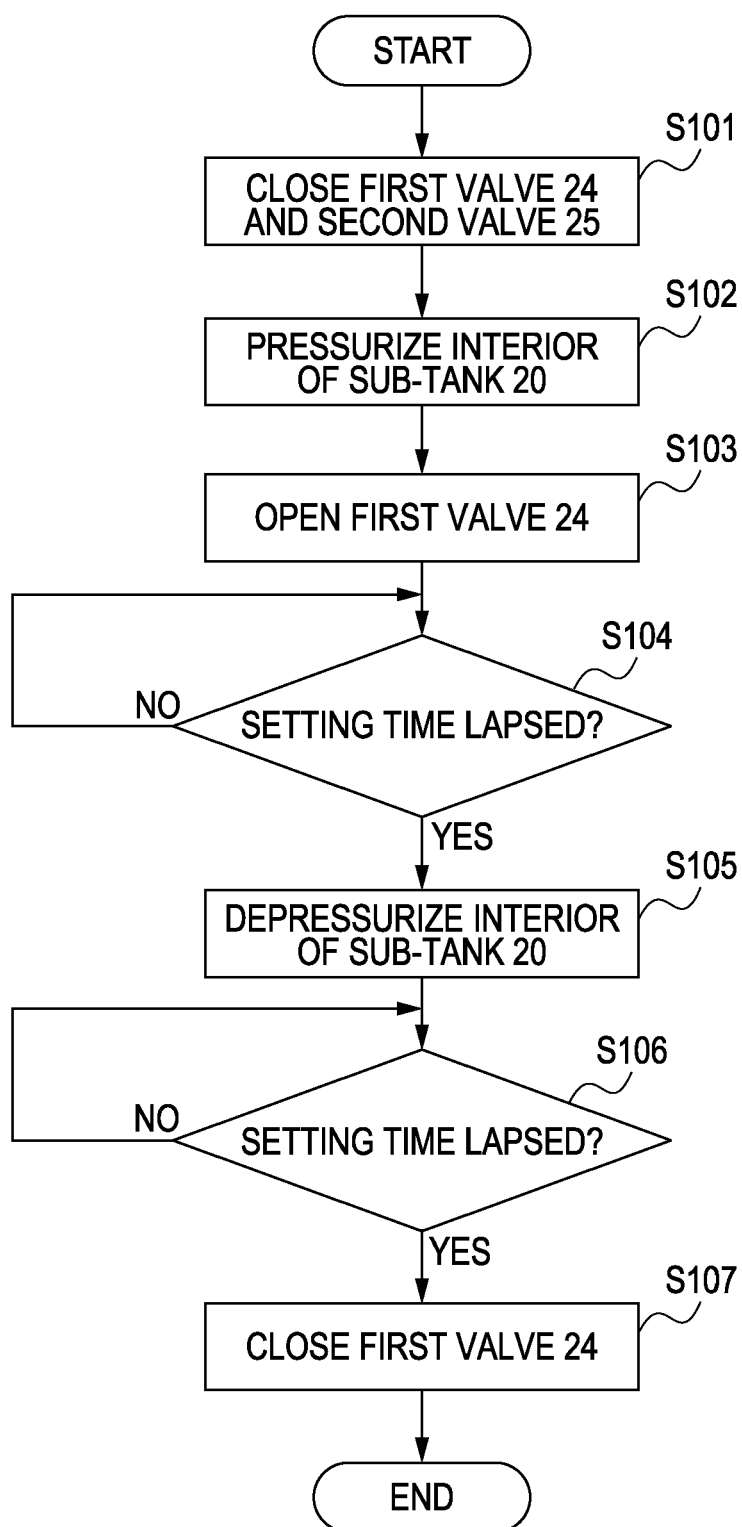 START
S101
CLOSE FIRST VALVE 24
AND SECOND VALVE 25
S102
PRESSURIZE INTERIOR
OF SUB-TANK 20
S103
OPEN FIRST VALVE 24
S104
SETTING TIME LAPSED?
NO
YES
S105
DEPRESSURIZE INTERIOR
OF SUB-TANK 20
S106
SETTING TIME LAPSED?
NO
YES
S107
CLOSE FIRST VALVE 24
END